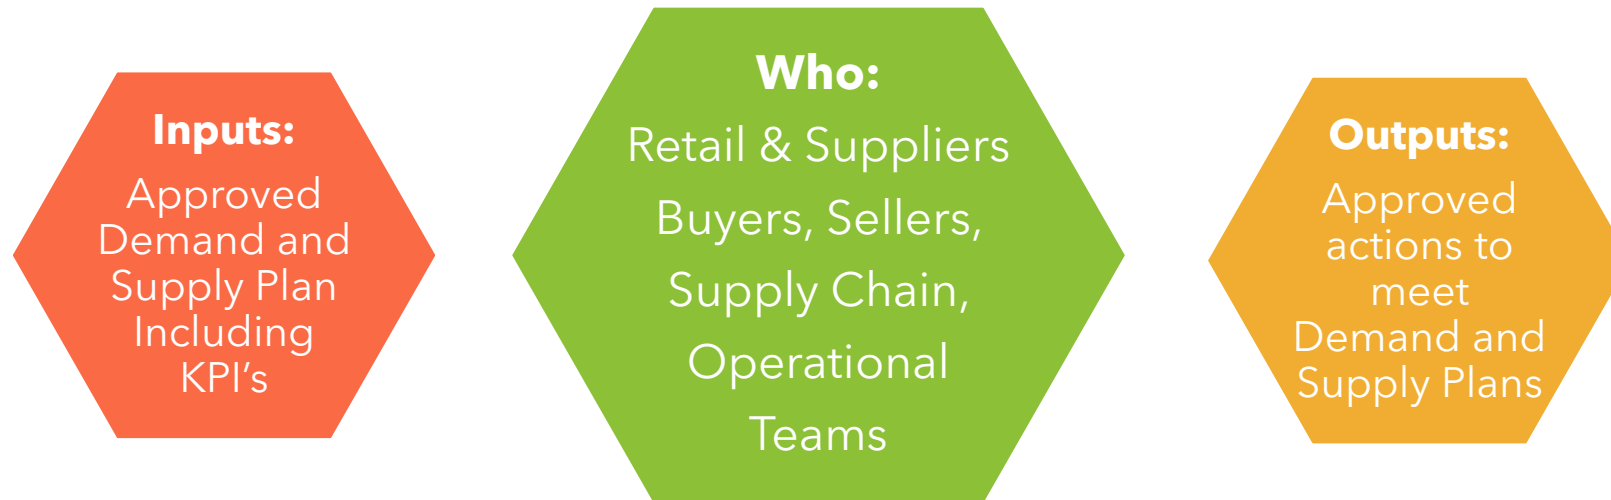 Inputs:
Approved
Demand and
Supply Plan
Including
KPI’s
Who:
Retail & Suppliers
Buyers, Sellers,
Supply Chain,
Operational
Teams
Outputs:
Approved
actions to
meet
Demand and
Supply Plans